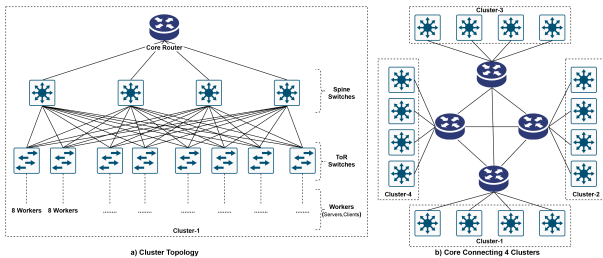 Core Router
Spine
Switches
ToR
Switches
8 Workers
8 Workers
.........
.........
.........
.........
.........
.........
Workers
(Servers,Clients)
Cluster-1
a) Cluster Topology
Cluster-3
Cluster-4
Cluster-2
Cluster-1
b) Core Connecting 4 Clusters